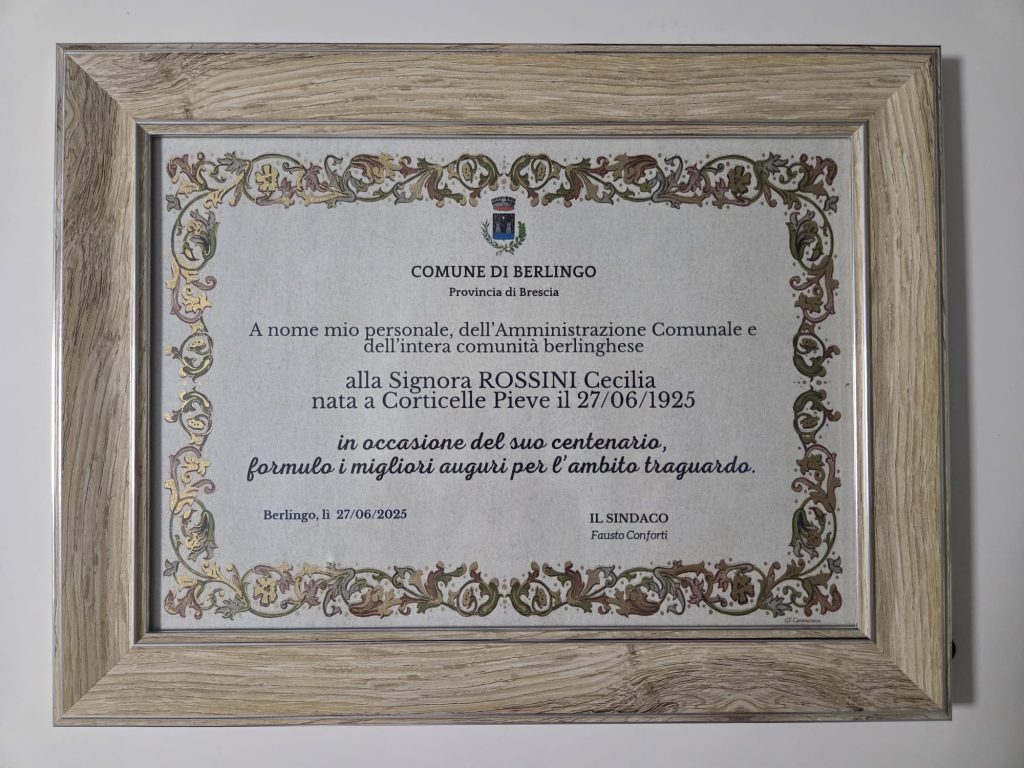 COMUNE DI BERLINGO
Provincia di Brescia
A nome mio personale, dell'Amministrazione Comunale e
dell'intera comunità berlinghese
alla Signora ROSSINI Cecilia
nata a Corticelle Pieve il 27/06/1925
in occasione del suo centenario,
formulo i migliori auguri per l'ambito traguardo.
Berlingo, lì 27/06/2025
IL SINDACO
Fausto Conforti
GS Cartotecnica